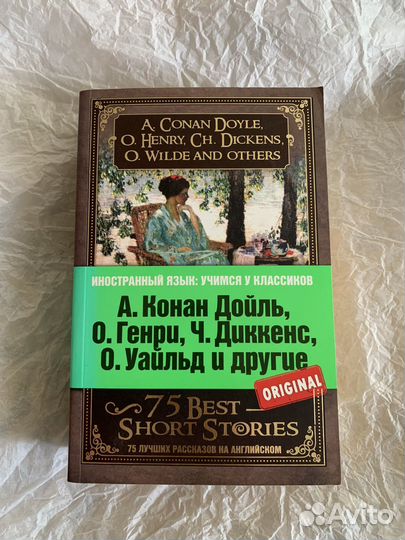 A. CONAN DOYLE,
O. HENRY, CH. DICKENS,
O. WILDE AND OTHERS
ИНОСТРАННЫЙ ЯЗЫК: УЧИМСЯ У КЛАССИКОВ
А. Конан Дойль,
О. Генри, Ч. Диккенс,
О. Уайльд и другие
ORIGINAL
75 BEST
SHORT STORIES
75 ЛУЧШИХ РАССКАЗОВ НА АНГЛИЙСКОМ
Avito